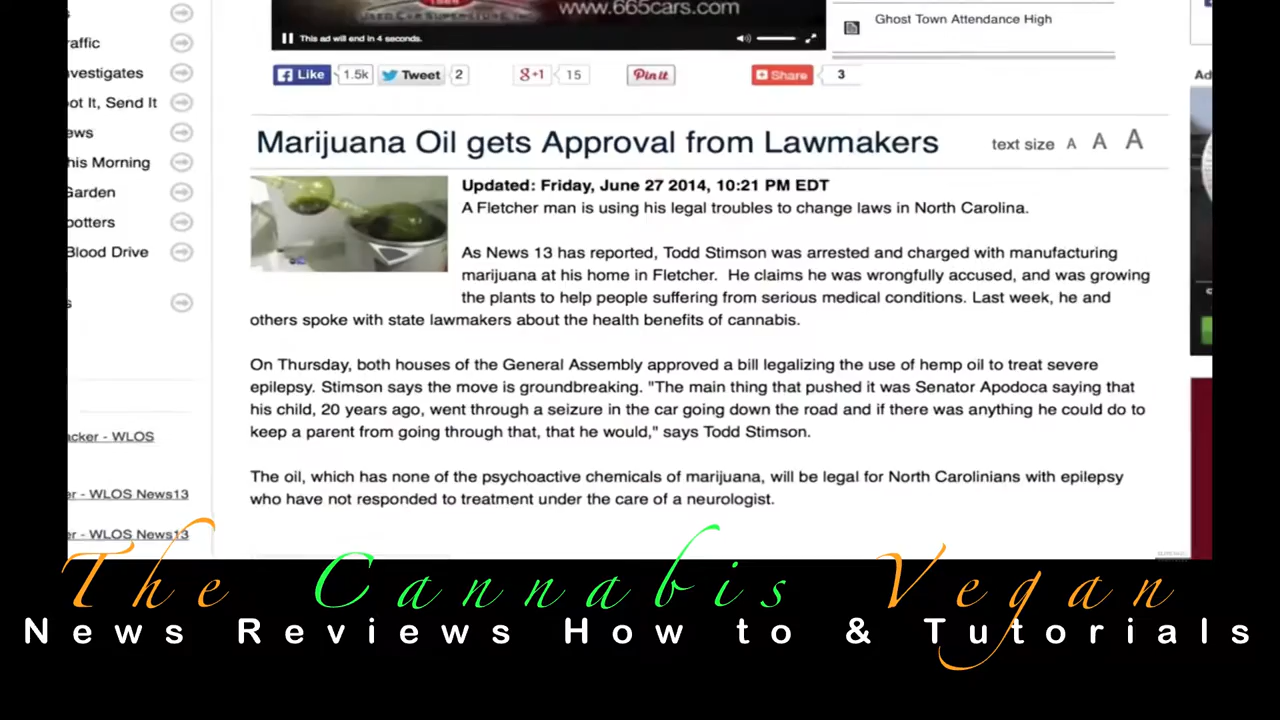 www.665cars.com
This ad will end in 4 seconds.
Ghost Town Attendance High
Like 1.5k Tweet 2 g+1 15 Pin it Share 3
Ad
affic
vestigates
ot It, Send It
ews
his Morning
Garden
potters
Blood Drive
s
acker - WLOS
er - WLOS News13
er - WLOS News13
Marijuana Oil gets Approval from Lawmakers
text size A A A
Updated: Friday, June 27 2014, 10:21 PM EDT
A Fletcher man is using his legal troubles to change laws in North Carolina.
As News 13 has reported, Todd Stimson was arrested and charged with manufacturing
marijuana at his home in Fletcher. He claims he was wrongfully accused, and was growing
the plants to help people suffering from serious medical conditions. Last week, he and
others spoke with state lawmakers about the health benefits of cannabis.
On Thursday, both houses of the General Assembly approved a bill legalizing the use of hemp oil to treat severe
epilepsy. Stimson says the move is groundbreaking. "The main thing that pushed it was Senator Apodoca saying that
his child, 20 years ago, went through a seizure in the car going down the road and if there was anything he could do to
keep a parent from going through that, that he would," says Todd Stimson.
The oil, which has none of the psychoactive chemicals of marijuana, will be legal for North Carolinians with epilepsy
who have not responded to treatment under the care of a neurologist.
The Cannabis Vegan
News Reviews How to & Tutorials